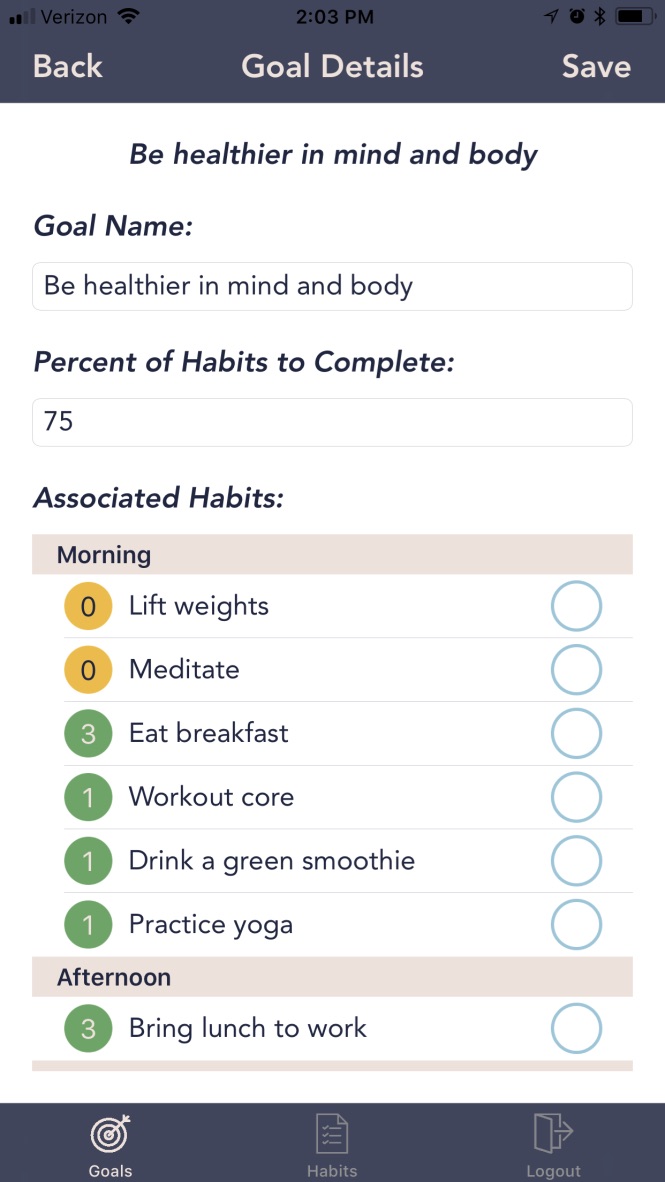 Verizon 2:03 PM
Back Goal Details Save
Be healthier in mind and body
Goal Name:
Be healthier in mind and body
Percent of Habits to Complete:
75
Associated Habits:
Morning
0 Lift weights
0 Meditate
3 Eat breakfast
1 Workout core
1 Drink a green smoothie
1 Practice yoga
Afternoon
3 Bring lunch to work
Goals Habits Logout